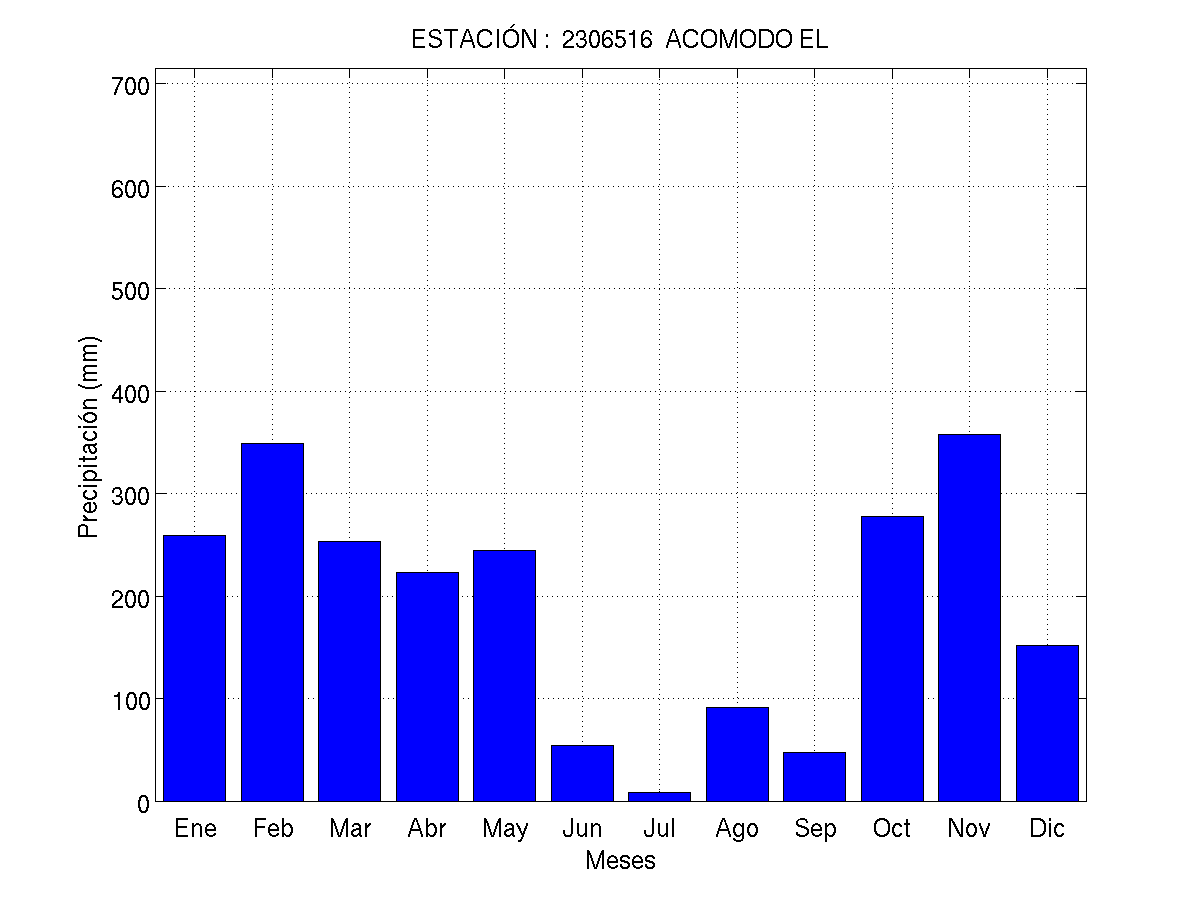 ESTACIÓN : 2306516 ACOMODO EL
700
600
500
400
300
200
100
0
Precipitación (mm)
Ene Feb Mar Abr May Jun Jul Ago Sep Oct Nov Dic
Meses